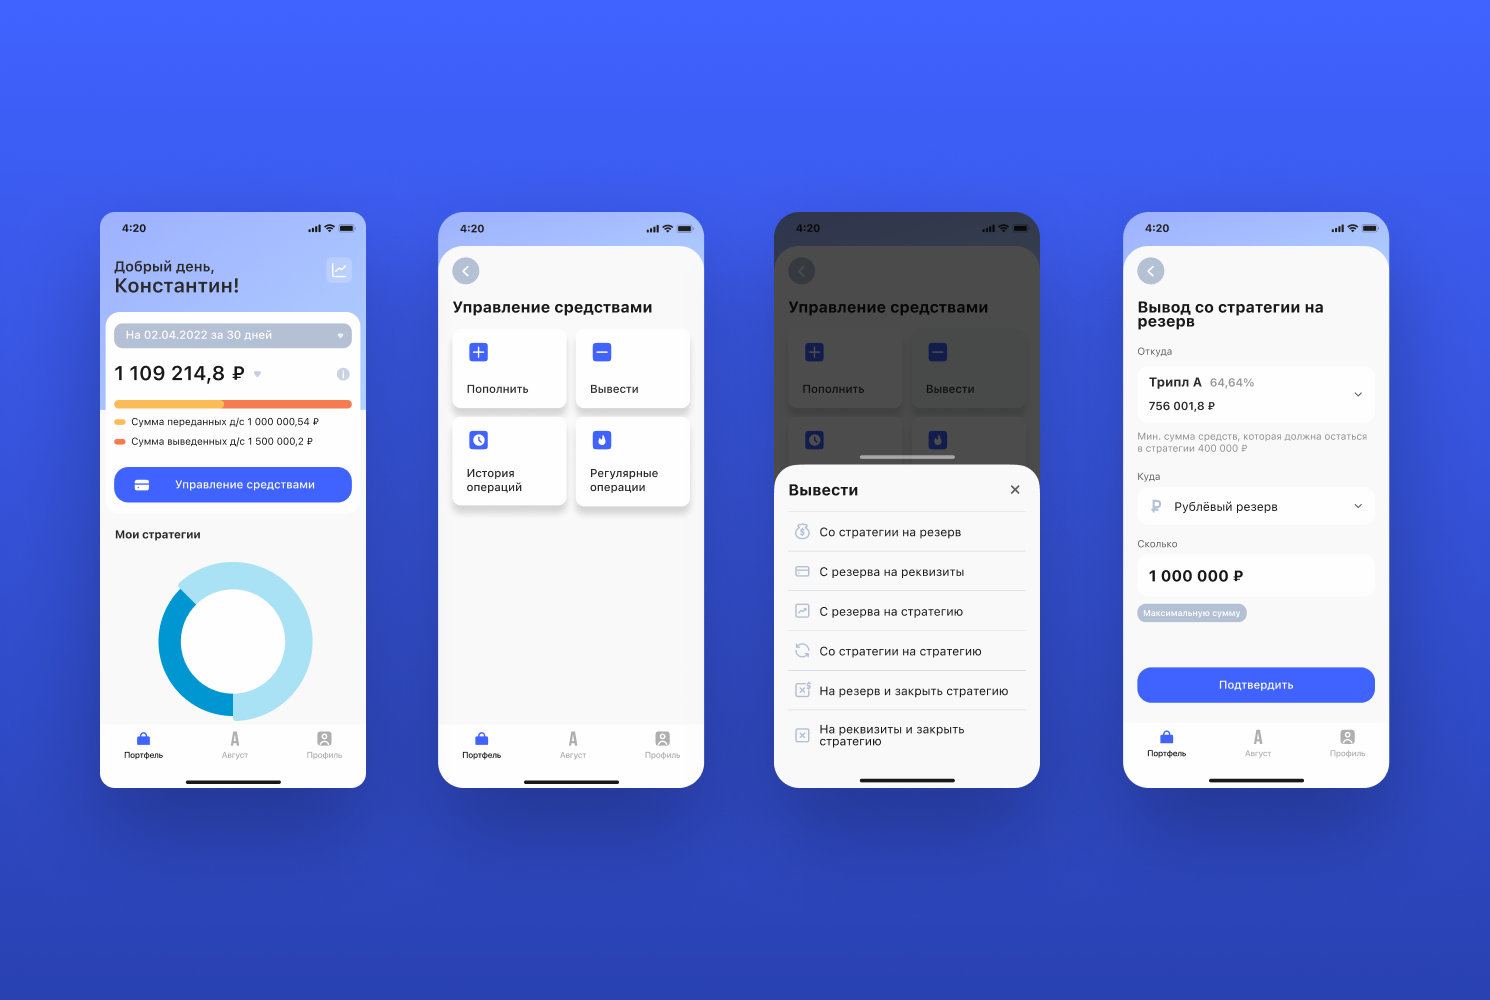 4:20
Добрый день,
Константин!
На 02.04.2022 за 30 дней
1 109 214,8 ₽
Сумма переданных д/с 1 000 000,54 ₽
Сумма выведенных д/с 1 500 000,2 ₽
Управление средствами
Мои стратегии
Портфель
Август
Профиль
4:20
Управление средствами
Пополнить
Вывести
История
операций
Регулярные
операции
Портфель
Август
Профиль
4:20
Управление средствами
Пополнить
Вывести
Вывести
Со стратегии на резерв
С резерва на реквизиты
С резерва на стратегию
Со стратегии на стратегию
На резерв и закрыть стратегию
На реквизиты и закрыть
стратегию
4:20
Вывод со стратегии на
резерв
Откуда
Трипл А 64,64%
756 001,8 ₽
Мин. сумма средств, которая должна остаться
в стратегии 400 000 ₽
Куда
₽ Рублёвый резерв
Сколько
1 000 000 ₽
Максимальную сумму
Подтвердить
Портфель
Август
Профиль